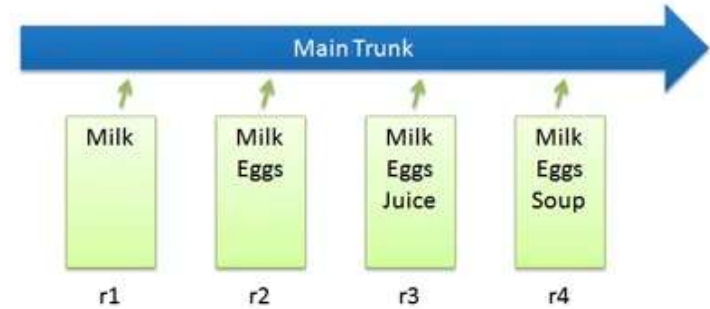 Main Trunk
Milk
Milk
Eggs
Milk
Eggs
Juice
Milk
Eggs
Soup
r1
r2
r3
r4